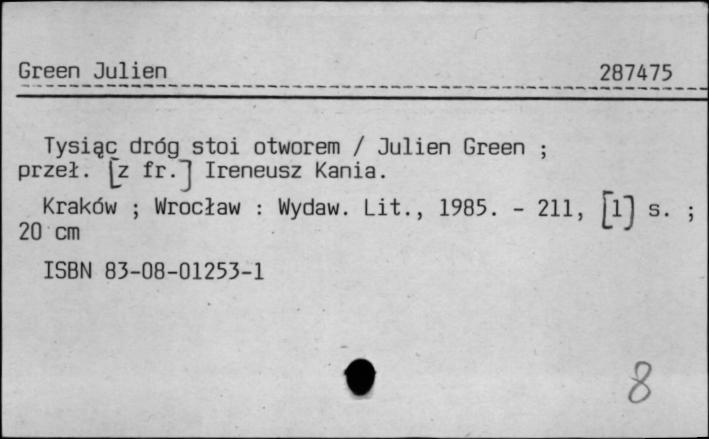 Green Julien 287475
Tysiąc dróg stoi otworem / Julien Green ;
przeł. [z fr.] Ireneusz Kania.
Kraków ; Wrocław : Wydaw. Lit., 1985. - 211, [1] s. ;
20 cm
ISBN 83-08-01253-1
8